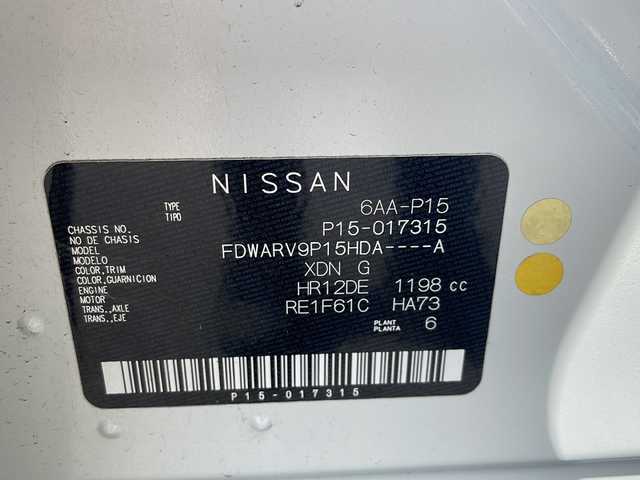 NISSAN
TYPE
TIPO
6AA-P15
CHASSIS NO.
NO DE CHASSIS
P15-017315
MODEL
MODELO
FDWARV9P15HDA----A
COLOR,TRIM
COLOR,GUARNICION
XDN G
ENGINE
MOTOR
HR12DE 1198 cc
TRANS.,AXLE
TRANS.,EJE
RE1F61C HA73
PLANT
PLANTA
6
P15-017315